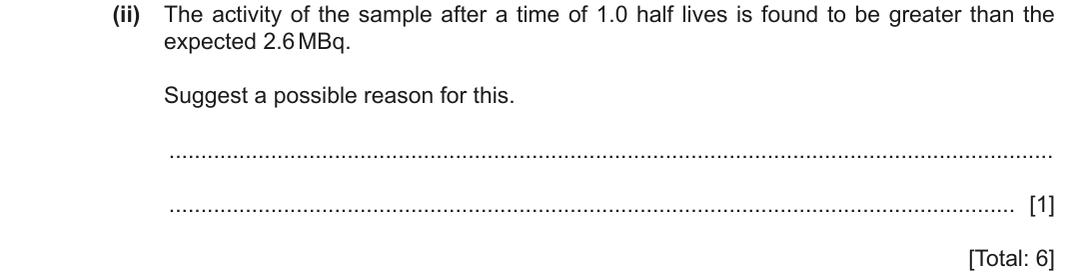 (ii) The activity of the sample after a time of 1.0 half lives is found to be greater than the
expected 2.6 MBq.
Suggest a possible reason for this.
..........................................................................................................................................
.................................................................................................................................... [1]
[Total: 6]